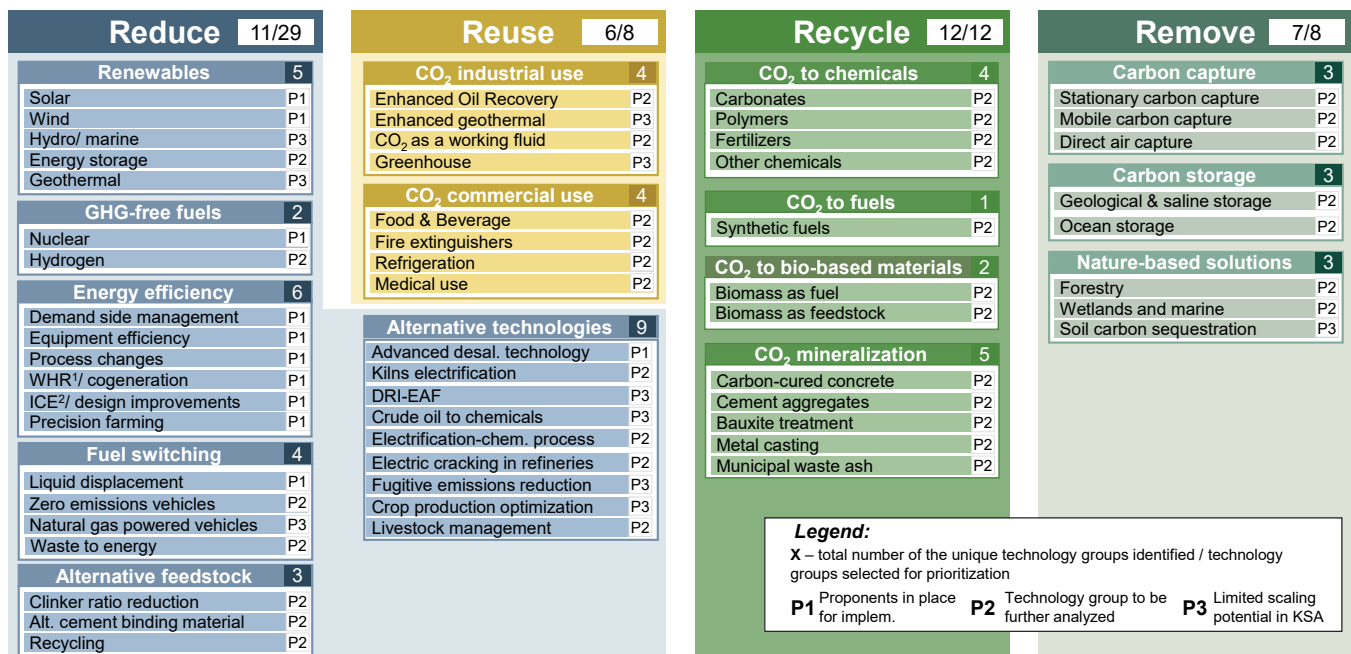 Reduce 11/29
Renewables 5
Solar P1
Wind P1
Hydro/ marine P3
Energy storage P2
Geothermal P3
GHG-free fuels 2
Nuclear P1
Hydrogen P2
Energy efficiency 6
Demand side management P1
Equipment efficiency P1
Process changes P1
WHR¹/ cogeneration P1
ICE²/ design improvements P1
Precision farming P1
Fuel switching 4
Liquid displacement P1
Zero emissions vehicles P2
Natural gas powered vehicles P3
Waste to energy P2
Alternative feedstock 3
Clinker ratio reduction P2
Alt. cement binding material P2
Recycling P2
Reuse 6/8
CO₂ industrial use 4
Enhanced Oil Recovery P2
Enhanced geothermal P3
CO₂ as a working fluid P2
Greenhouse P3
CO₂ commercial use 4
Food & Beverage P2
Fire extinguishers P2
Refrigeration P2
Medical use P2
Alternative technologies 9
Advanced desal. technology P1
Kilns electrification P2
DRI-EAF P3
Crude oil to chemicals P3
Electrification-chem. process P2
Electric cracking in refineries P2
Fugitive emissions reduction P3
Crop production optimization P3
Livestock management P2
Recycle 12/12
CO₂ to chemicals 4
Carbonates P2
Polymers P2
Fertilizers P2
Other chemicals P2
CO₂ to fuels 1
Synthetic fuels P2
CO₂ to bio-based materials 2
Biomass as fuel P2
Biomass as feedstock P2
CO₂ mineralization 5
Carbon-cured concrete P2
Cement aggregates P2
Bauxite treatment P2
Metal casting P2
Municipal waste ash P2
Remove 7/8
Carbon capture 3
Stationary carbon capture P2
Mobile carbon capture P2
Direct air capture P2
Carbon storage 3
Geological & saline storage P2
Ocean storage P2
Nature-based solutions 3
Forestry P2
Wetlands and marine P2
Soil carbon sequestration P3
Legend:
X – total number of the unique technology groups identified / technology
groups selected for prioritization
P1 Proponents in place
for implem.
P2 Technology group to be
further analyzed
P3 Limited scaling
potential in KSA